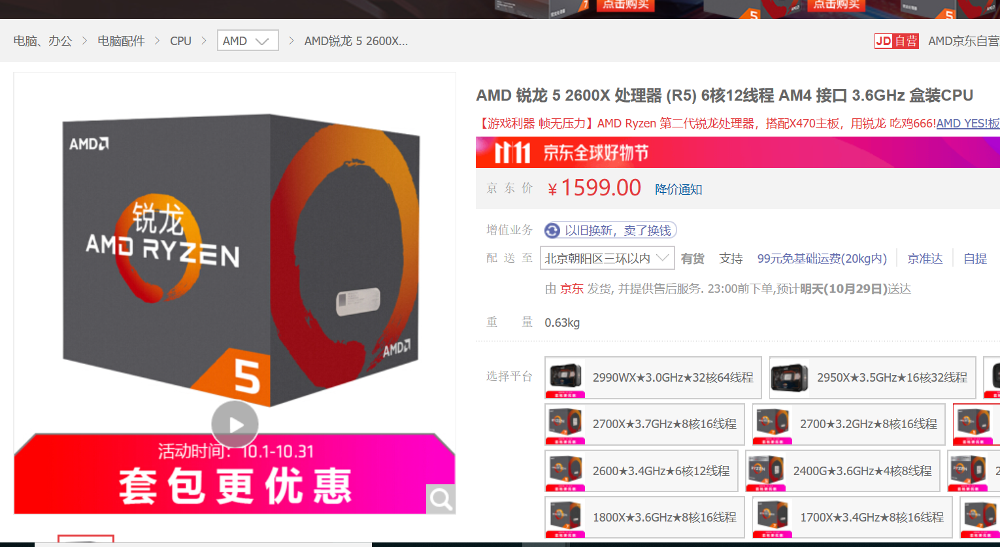 点击购买
点击购买
电脑、办公 > 电脑配件 > CPU > AMD > AMD锐龙 5 2600X...
JD 自营 AMD京东自营
AMD
锐龙
AMD RYZEN
AMD
5
活动时间：10.1-10.31
套包更优惠
AMD 锐龙 5 2600X 处理器 (R5) 6核12线程 AM4 接口 3.6GHz 盒装CPU
【游戏利器 帧无压力】AMD Ryzen 第二代锐龙处理器，搭配X470主板，用锐龙 吃鸡666!AMD YES!板
11 11 京东全球好物节
京东价 ￥1599.00 降价通知
增值业务 以旧换新，卖了换钱
配送至 北京朝阳区三环以内 有货 支持 99元免基础运费(20kg内) 京准达 自提
由 京东 发货, 并提供售后服务. 23:00前下单,预计明天(10月29日)送达
重量 0.63kg
选择平台 2990WX★3.0GHz★32核64线程 2950X★3.5GHz★16核32线程
2700X★3.7GHz★8核16线程 2700★3.2GHz★8核16线程
2600★3.4GHz★6核12线程 2400G★3.6GHz★4核8线程 2
1800X★3.6GHz★8核16线程 1700X★3.4GHz★8核16线程